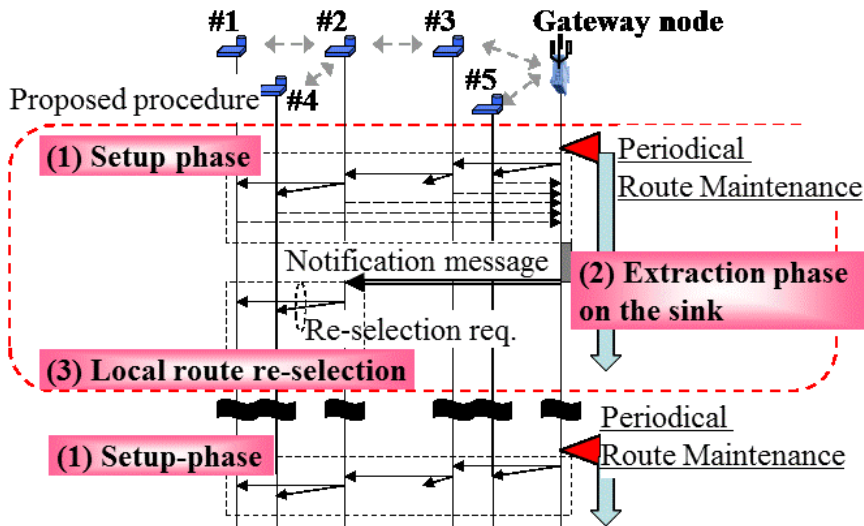 #1
#2
#3
Gateway node
#4
#5
Proposed procedure
(1) Setup phase
Periodical
Route Maintenance
Notification message
(2) Extraction phase
on the sink
Re-selection req.
(3) Local route re-selection
Periodical
(1) Setup-phase
Route Maintenance